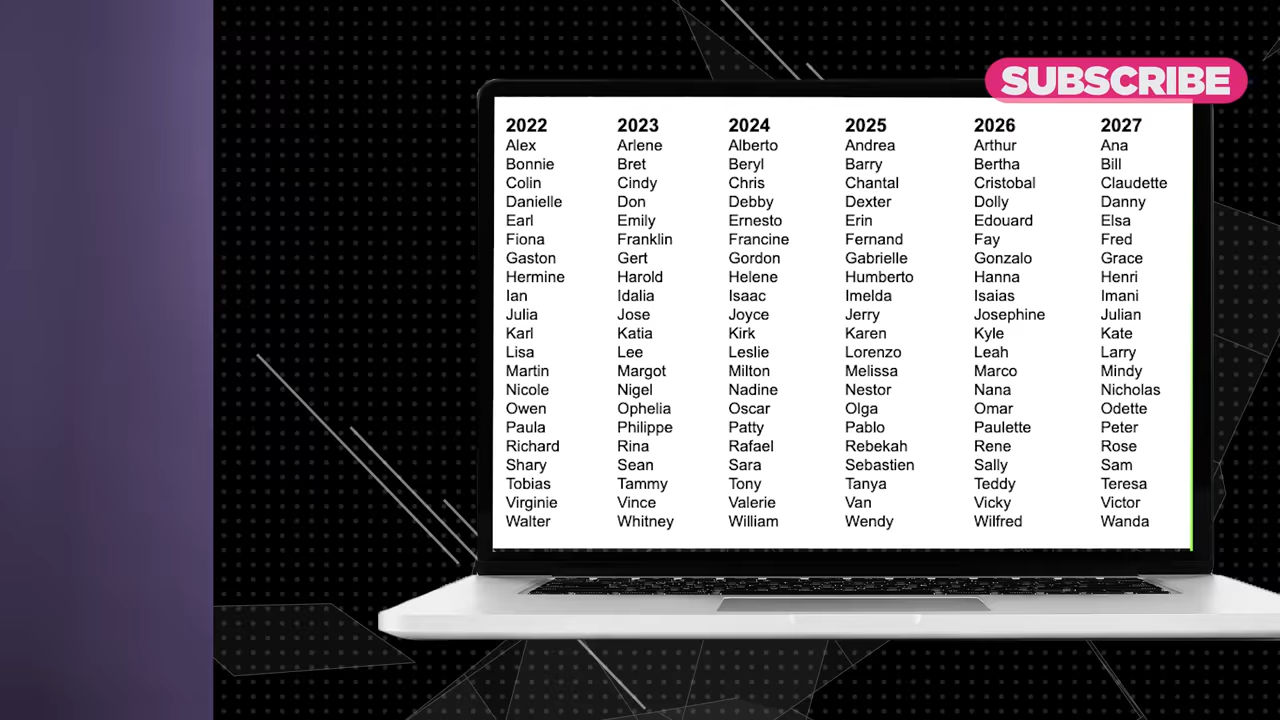 SUBSCRIBE
2022 2023 2024 2025 2026 2027
Alex Arlene Alberto Andrea Arthur Ana
Bonnie Bret Beryl Barry Bertha Bill
Colin Cindy Chris Chantal Cristobal Claudette
Danielle Don Debby Dexter Dolly Danny
Earl Emily Ernesto Erin Edouard Elsa
Fiona Franklin Francine Fernand Fay Fred
Gaston Gert Gordon Gabrielle Gonzalo Grace
Hermine Harold Helene Humberto Hanna Henri
Ian Idalia Isaac Imelda Isaias Imani
Julia Jose Joyce Jerry Josephine Julian
Karl Katia Kirk Karen Kyle Kate
Lisa Lee Leslie Lorenzo Leah Larry
Martin Margot Milton Melissa Marco Mindy
Nicole Nigel Nadine Nestor Nana Nicholas
Owen Ophelia Oscar Olga Omar Odette
Paula Philippe Patty Pablo Paulette Peter
Richard Rina Rafael Rebekah Rene Rose
Shary Sean Sara Sebastien Sally Sam
Tobias Tammy Tony Tanya Teddy Teresa
Virginie Vince Valerie Van Vicky Victor
Walter Whitney William Wendy Wilfred Wanda